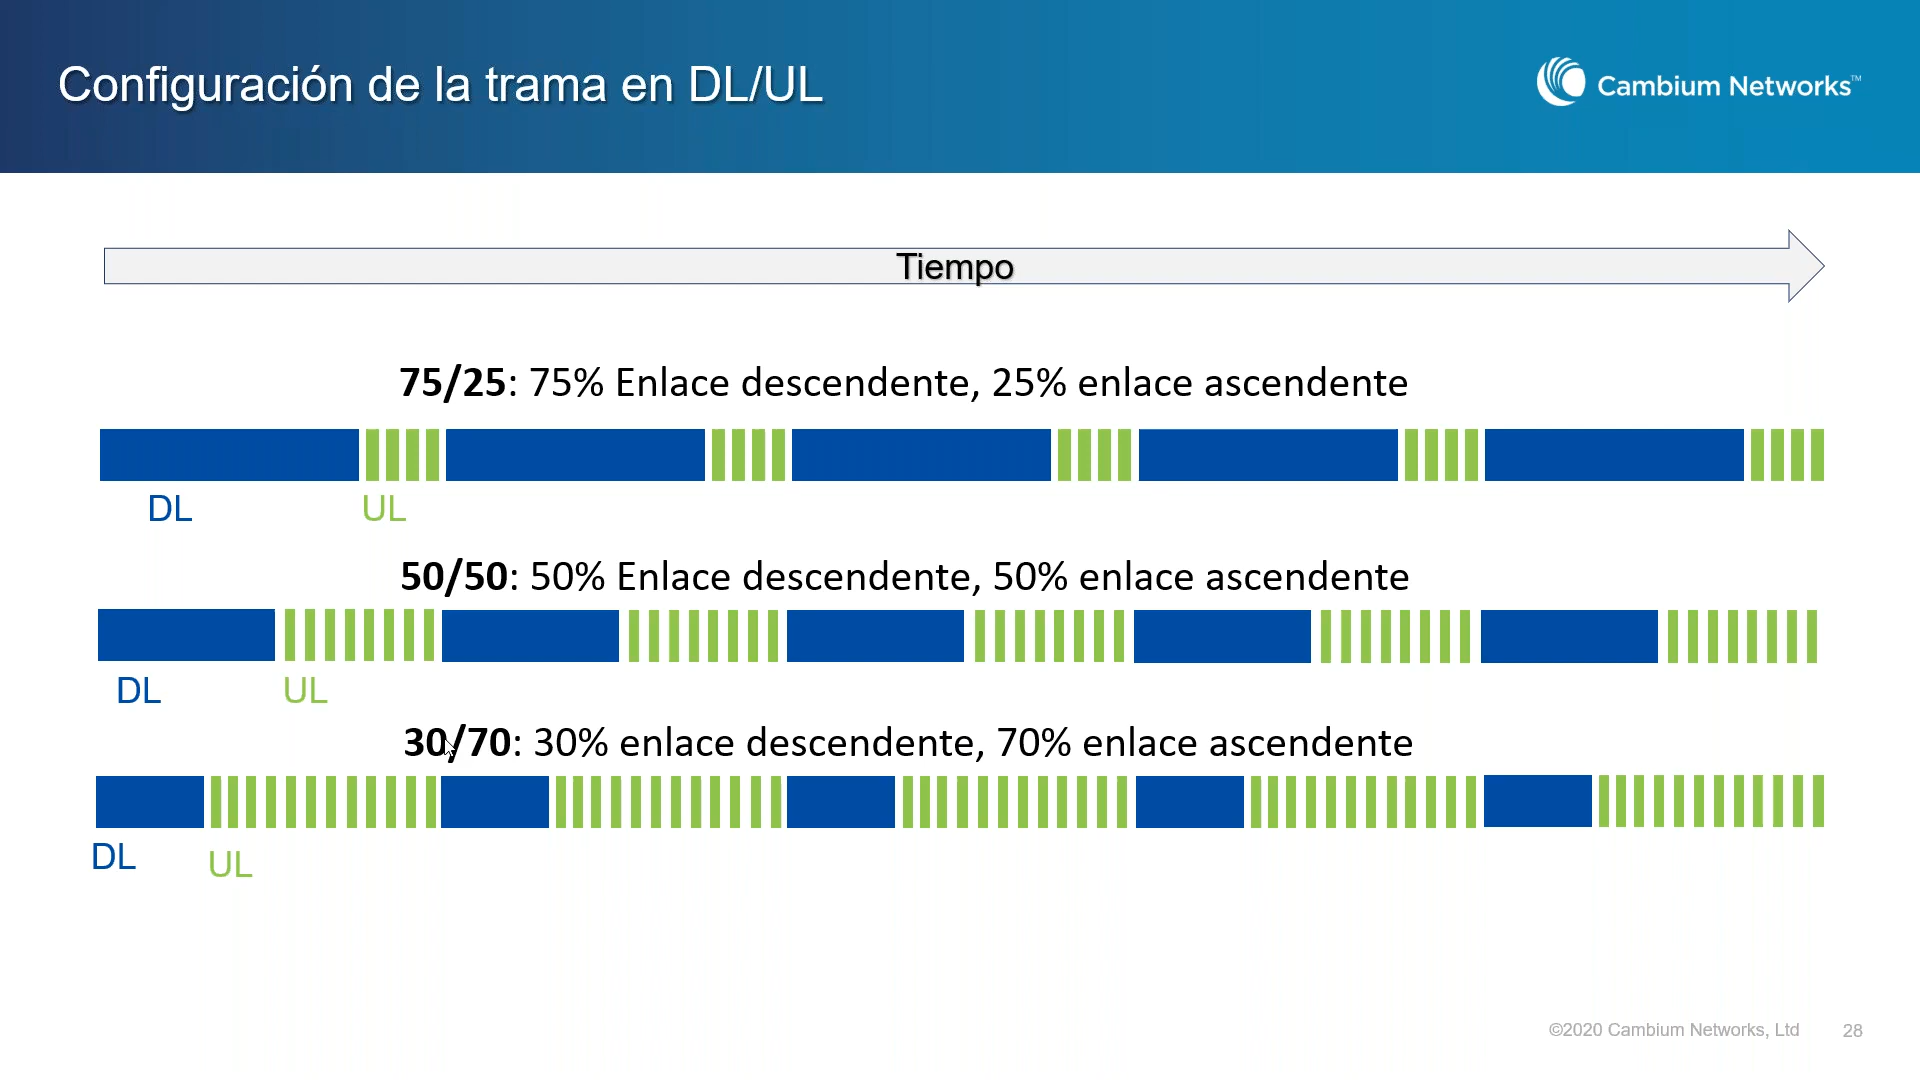 Configuración de la trama en DL/UL
Cambium Networks™
Tiempo
75/25: 75% Enlace descendente, 25% enlace ascendente
DL UL
50/50: 50% Enlace descendente, 50% enlace ascendente
DL UL
30/70: 30% enlace descendente, 70% enlace ascendente
DL UL
©2020 Cambium Networks, Ltd 28